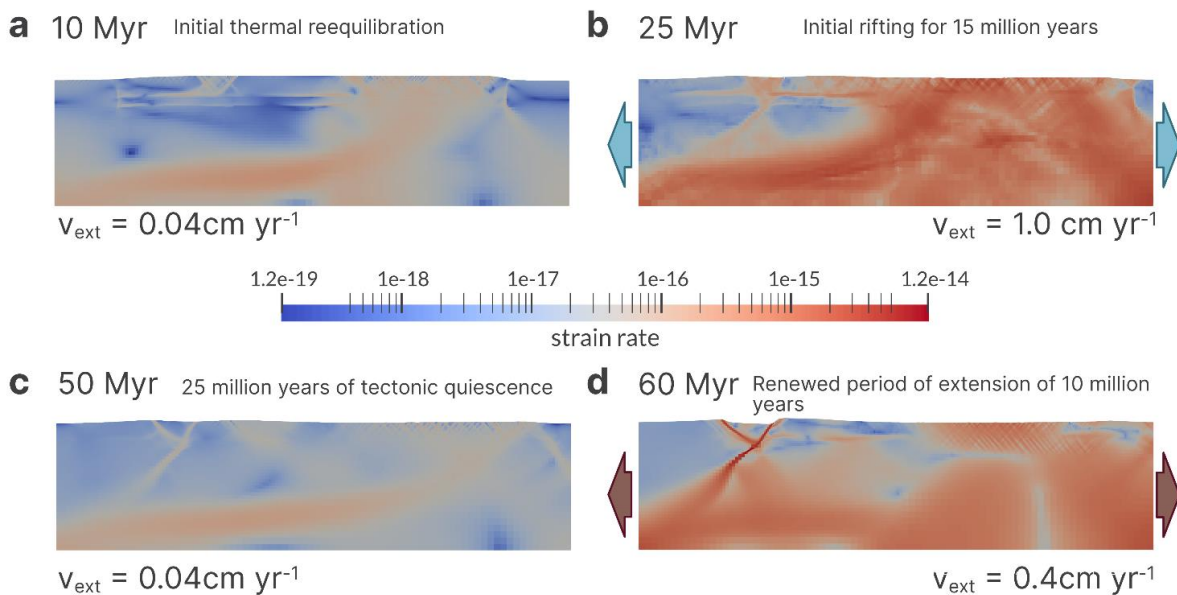 a 10 Myr Initial thermal reequilibration
v_ext = 0.04cm yr⁻¹
b 25 Myr Initial rifting for 15 million years
v_ext = 1.0 cm yr⁻¹
1.2e-19 1e-18 1e-17 1e-16 1e-15 1.2e-14
strain rate
c 50 Myr 25 million years of tectonic quiescence
v_ext = 0.04cm yr⁻¹
d 60 Myr Renewed period of extension of 10 million
years
v_ext = 0.4cm yr⁻¹